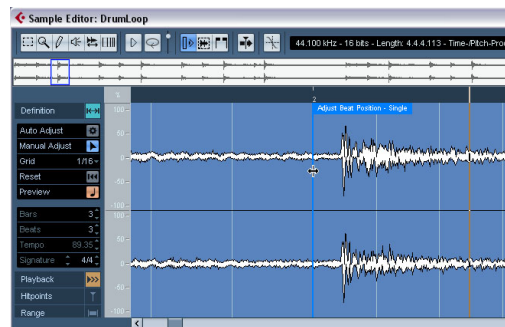 Sample Editor: DrumLoop
44.100 kHz - 16 bits - Length: 4.4.4.113 - Time-/Pitch-Proc
%
2
Definition
100
Adjust Beat Position - Single
Auto Adjust
50
Manual Adjust
Grid 1/16
0
Reset
-50
Preview
-100
Bars 3
100
Beats 3
50
Tempo 89.35
Signature 4/4
0
Playback
-50
Hitpoints
Range
-100